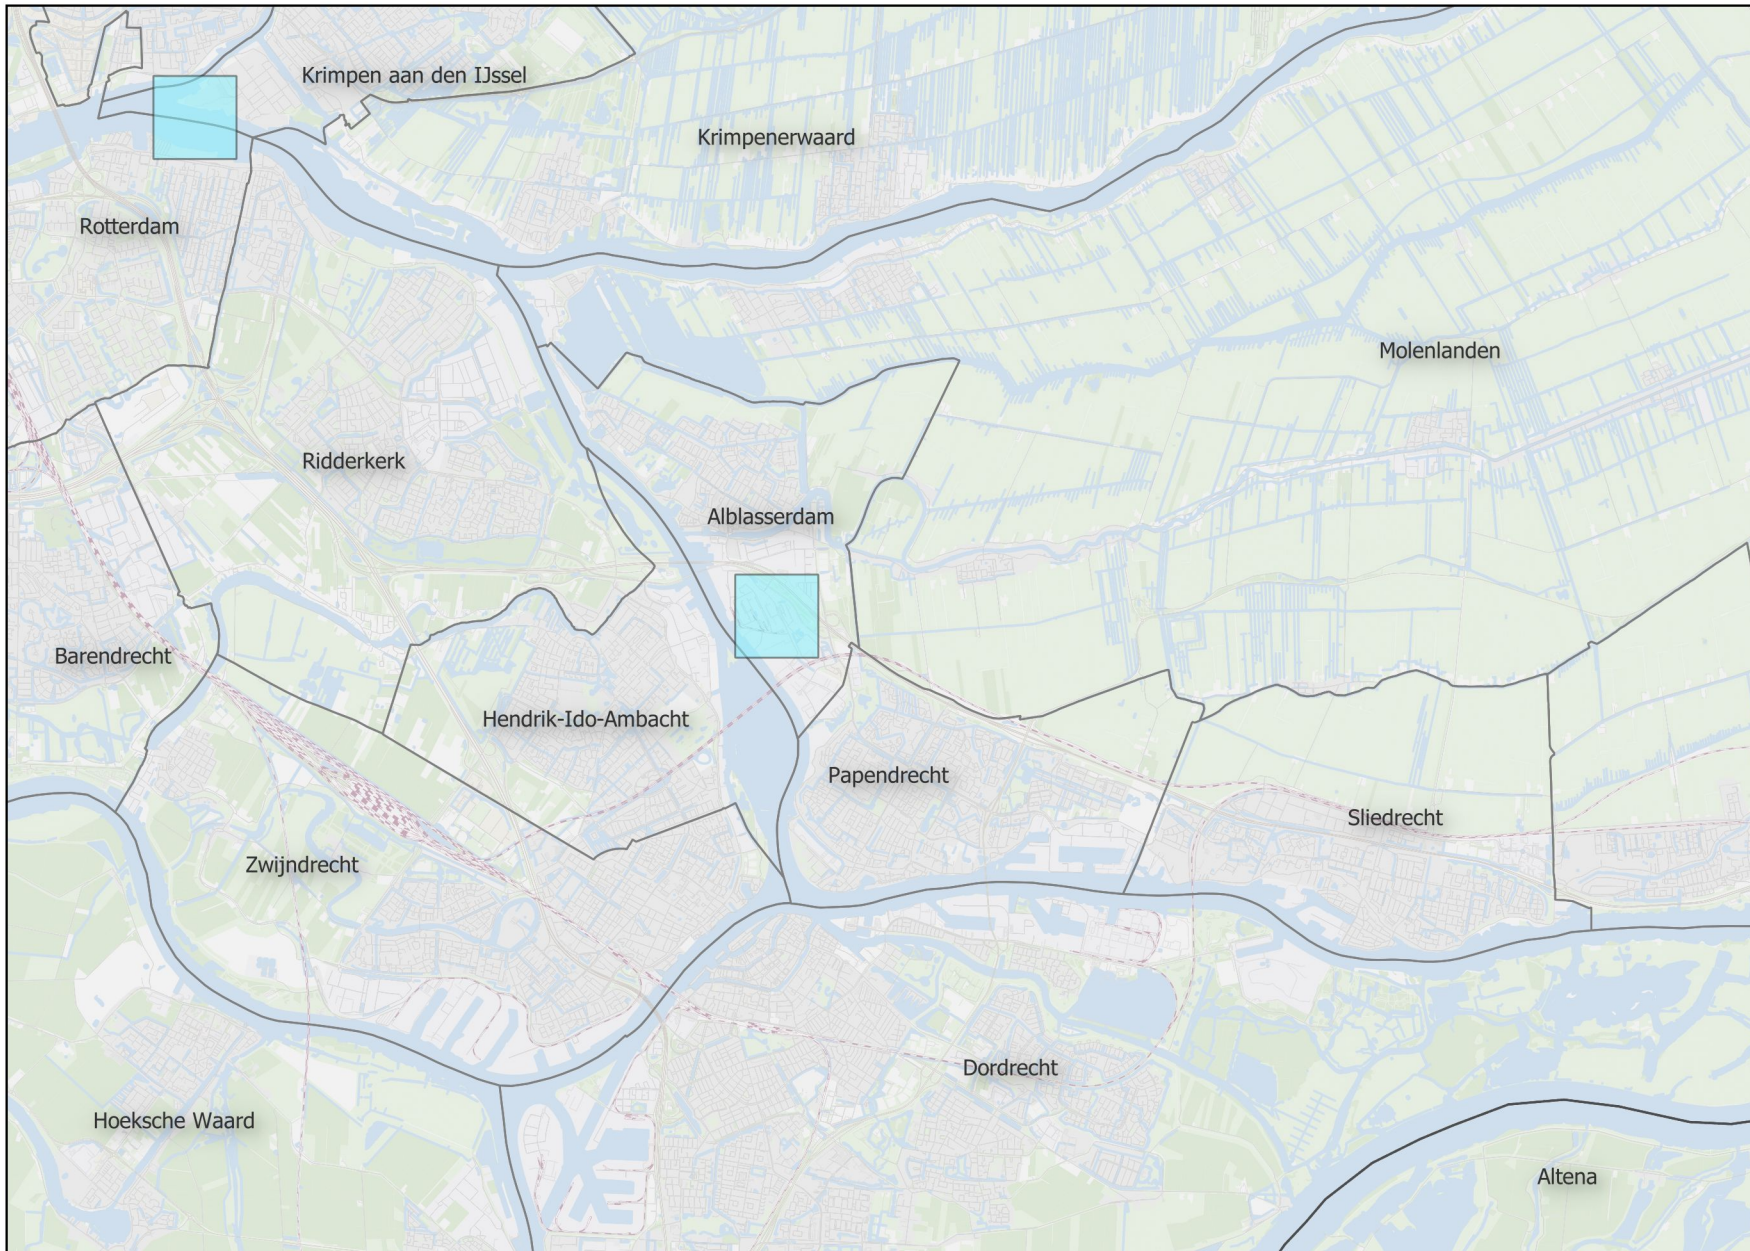 Krimpen aan den IJssel
Krimpenerwaard
Rotterdam
Molenlanden
Ridderkerk
Alblasserdam
Barendrecht
Hendrik-Ido-Ambacht
Papendrecht
Sliedrecht
Zwijndrecht
Dordrecht
Hoeksche Waard
Altena